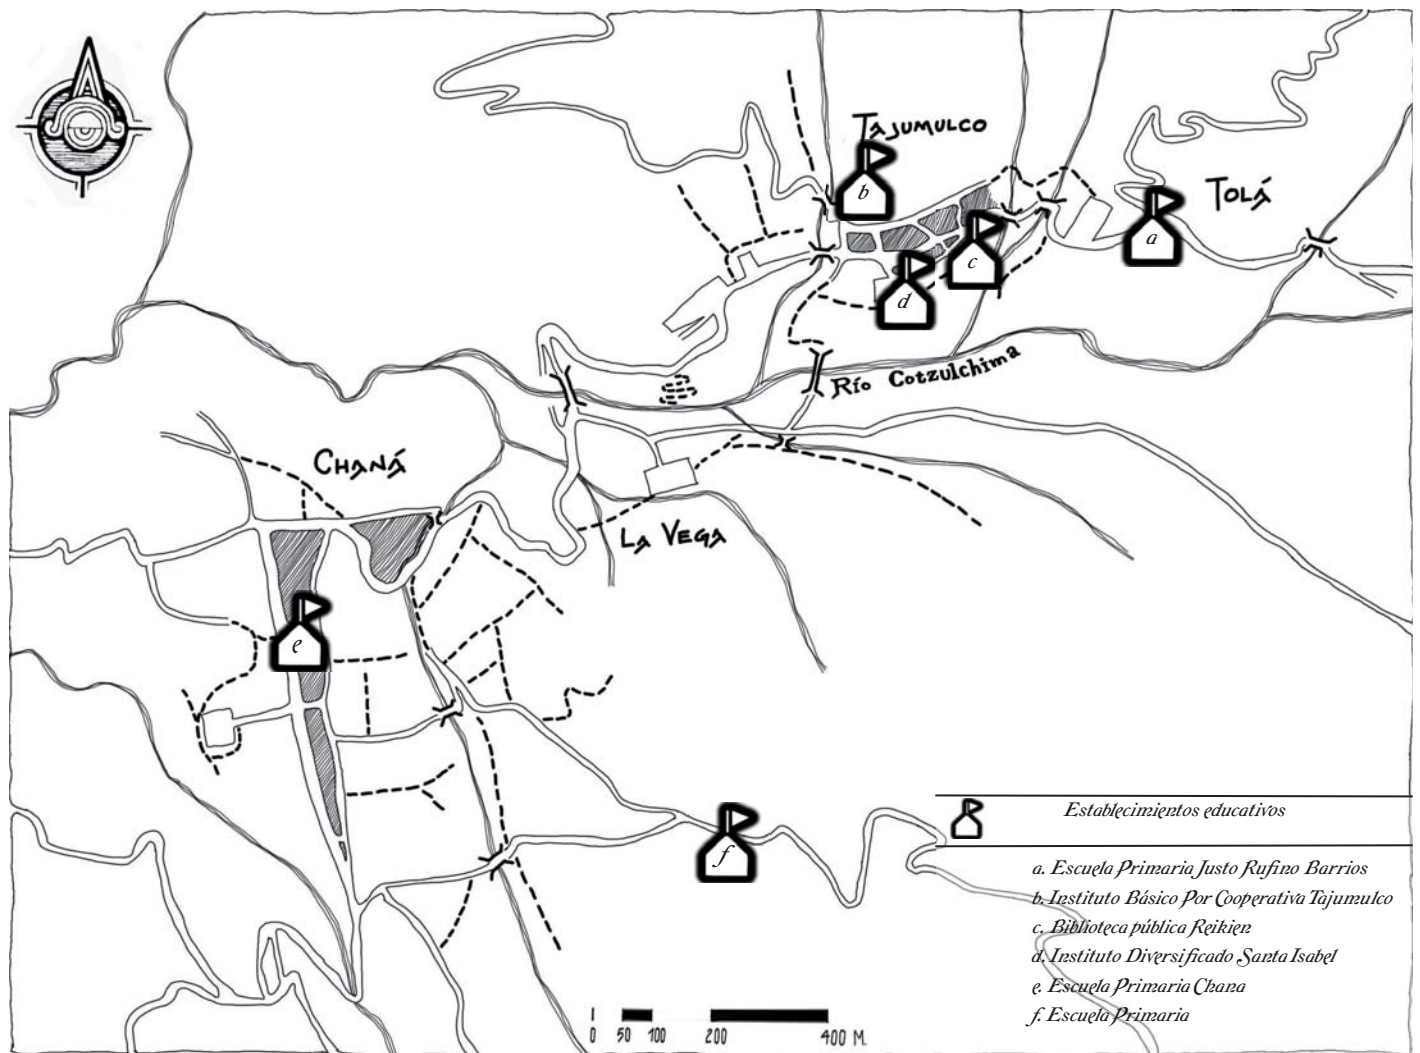 TAJUMULCO
TOLÁ
b
a
c
d
Río Cotzulchima
CHANÁ
LA VEGA
e
f
Establecimientos educativos
a. Escuela Primaria Justo Rufino Barrios
b. Instituto Básico Por Cooperativa Tajumulco
c. Biblioteca pública Reikien
d. Instituto Diversificado Santa Isabel
e. Escuela Primaria Chana
f. Escuela Primaria
0 50 100 200 400 M.